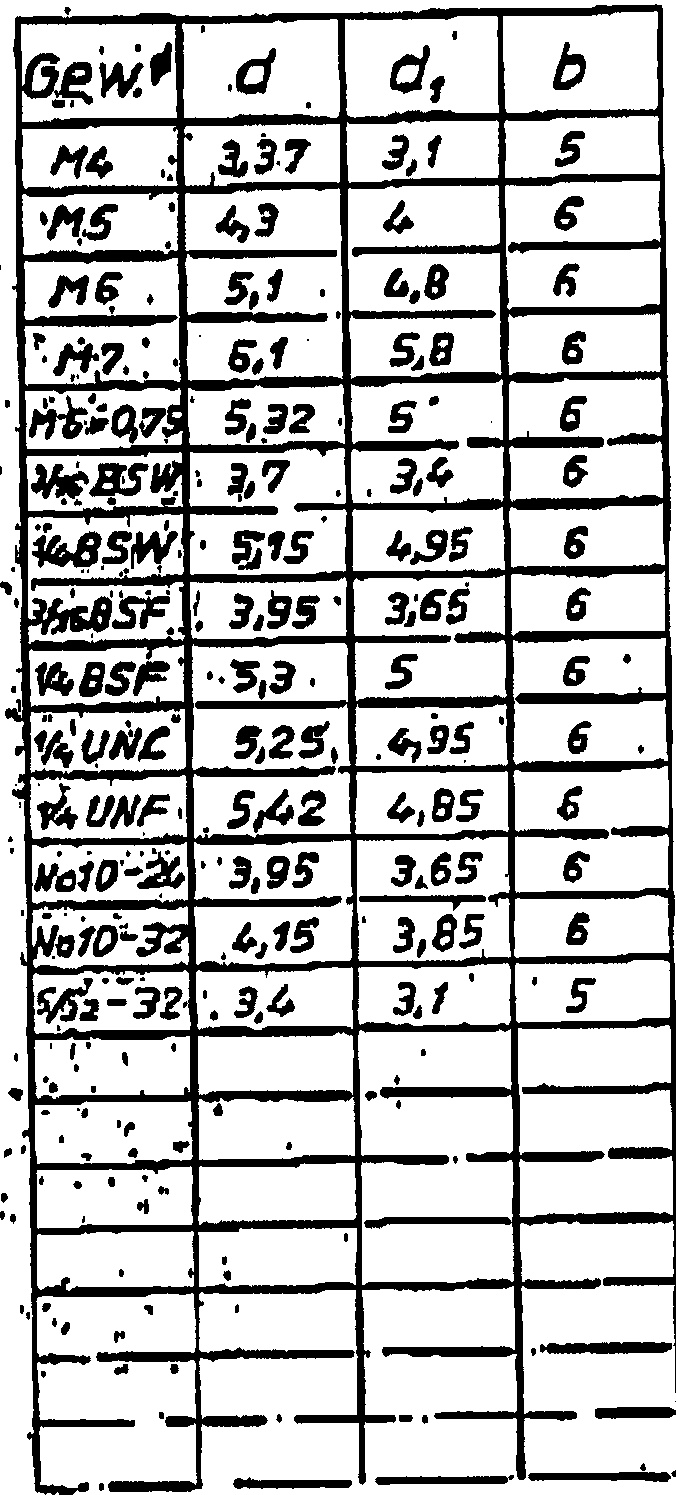 Gew. d d₁ b
M4 3,37 3,1 5
M5 4,3 4 6
M6 5,1 4,8 6
M7 6,1 5,8 6
M6=0,75 5,32 5 6
3/16 BSW 3,7 3,4 6
1/4 BSW 5,15 4,95 6
3/16 BSF 3,95 3,65 6
1/4 BSF 5,3 5 6
1/4 UNC 5,25 4,95 6
1/4 UNF 5,42 4,85 6
No10-24 3,95 3,65 6
No10-32 4,15 3,85 6
5/32-32 3,4 3,1 5